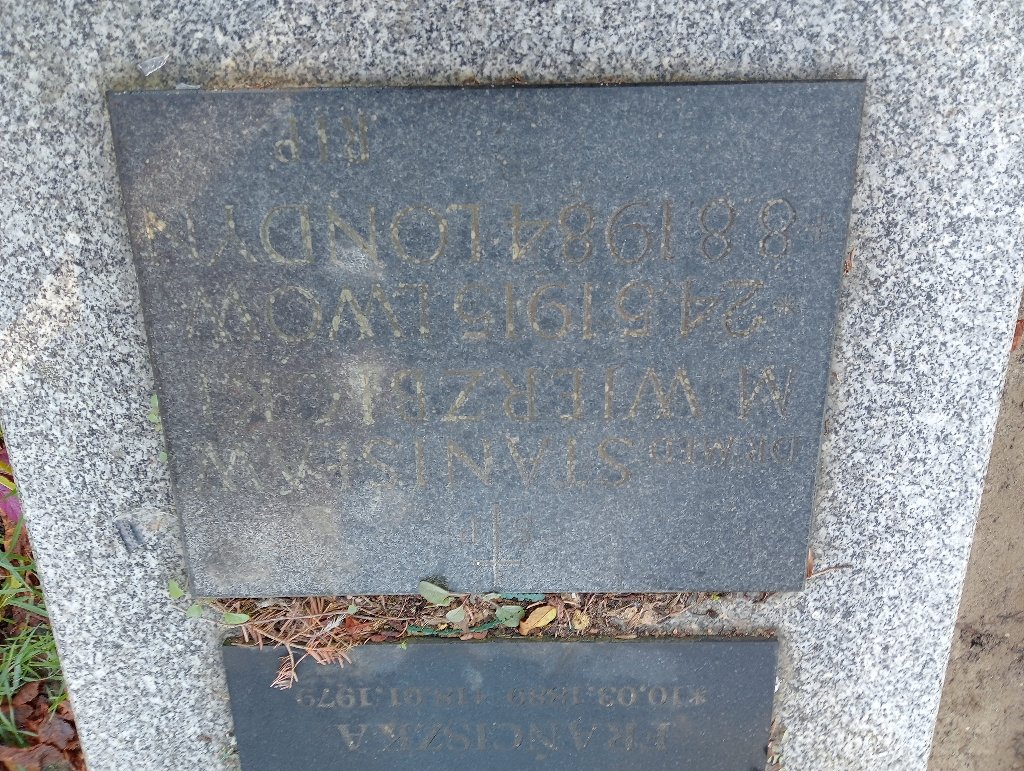 FRANCISZKA
*10.03.1889 +18.01.1979
Ś P
DR MED STANISŁAW
M WIERZBICKI
* 24.5.1915 LWÓW
+ 8.8.1984 LONDYN
RIP